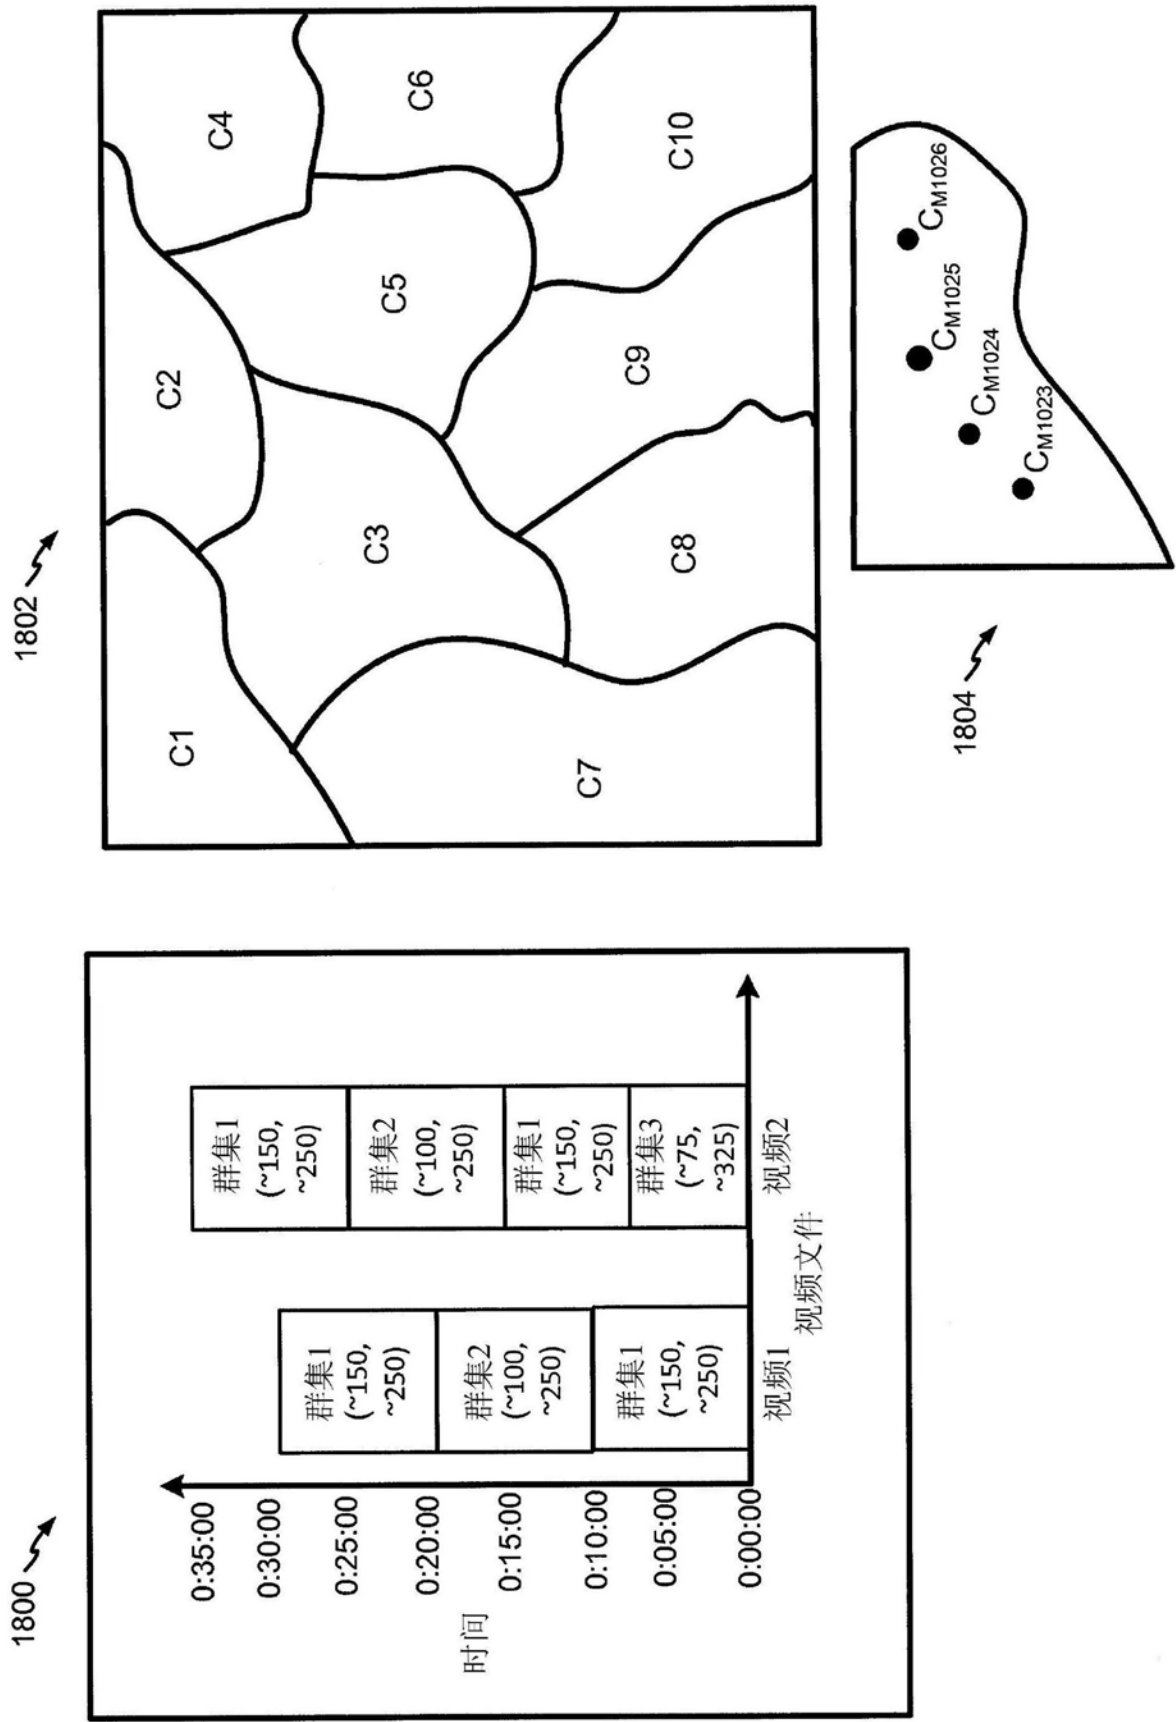 1800
时间
0:35:00
0:30:00
0:25:00
0:20:00
0:15:00
0:10:00
0:05:00
0:00:00
群集1
(~150,
~250)
群集2
(~100,
~250)
群集1
(~150,
~250)
视频1
群集1
(~150,
~250)
群集2
(~100,
~250)
群集1
(~150,
~250)
群集3
(~75,
~325)
视频2
视频文件
1802
C1
C2
C4
C3
C5
C6
C7
C8
C9
C10
1804
CM1023
CM1024
CM1025
CM1026